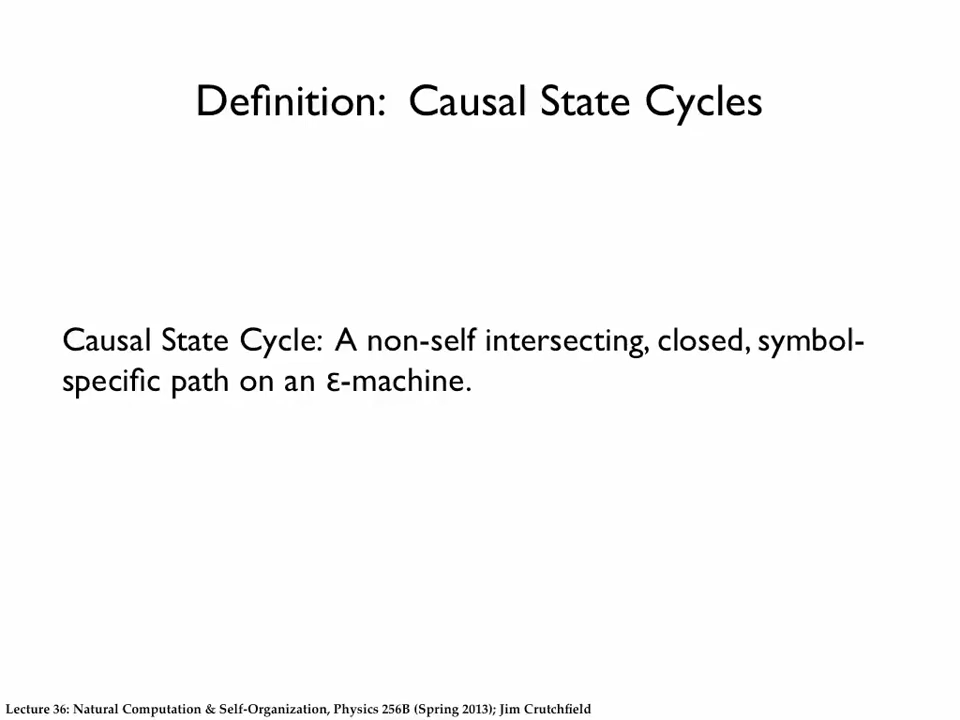 Definition: Causal State Cycles
Causal State Cycle: A non-self intersecting, closed, symbol-
specific path on an ε-machine.
Lecture 36: Natural Computation & Self-Organization, Physics 256B (Spring 2013); Jim Crutchfield